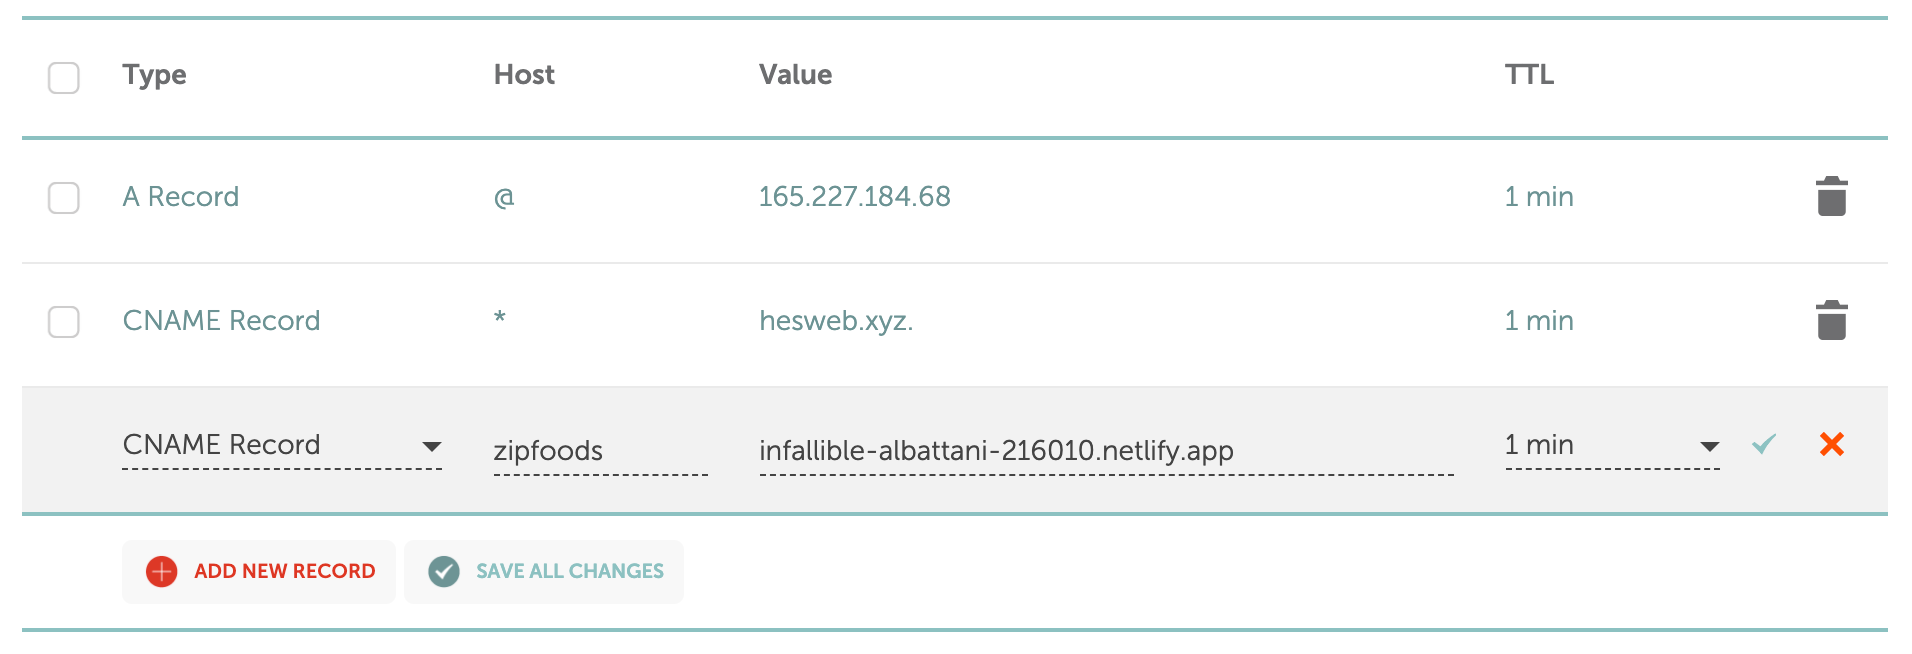 Type Host Value TTL
A Record @ 165.227.184.68 1 min
CNAME Record * hesweb.xyz. 1 min
CNAME Record zipfoods infallible-albattani-216010.netlify.app 1 min
ADD NEW RECORD SAVE ALL CHANGES